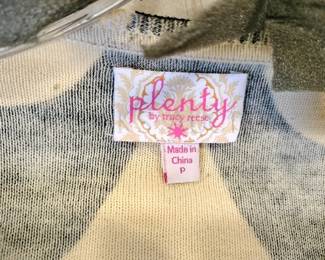 plenty
by tracy reese
Made in
China
P